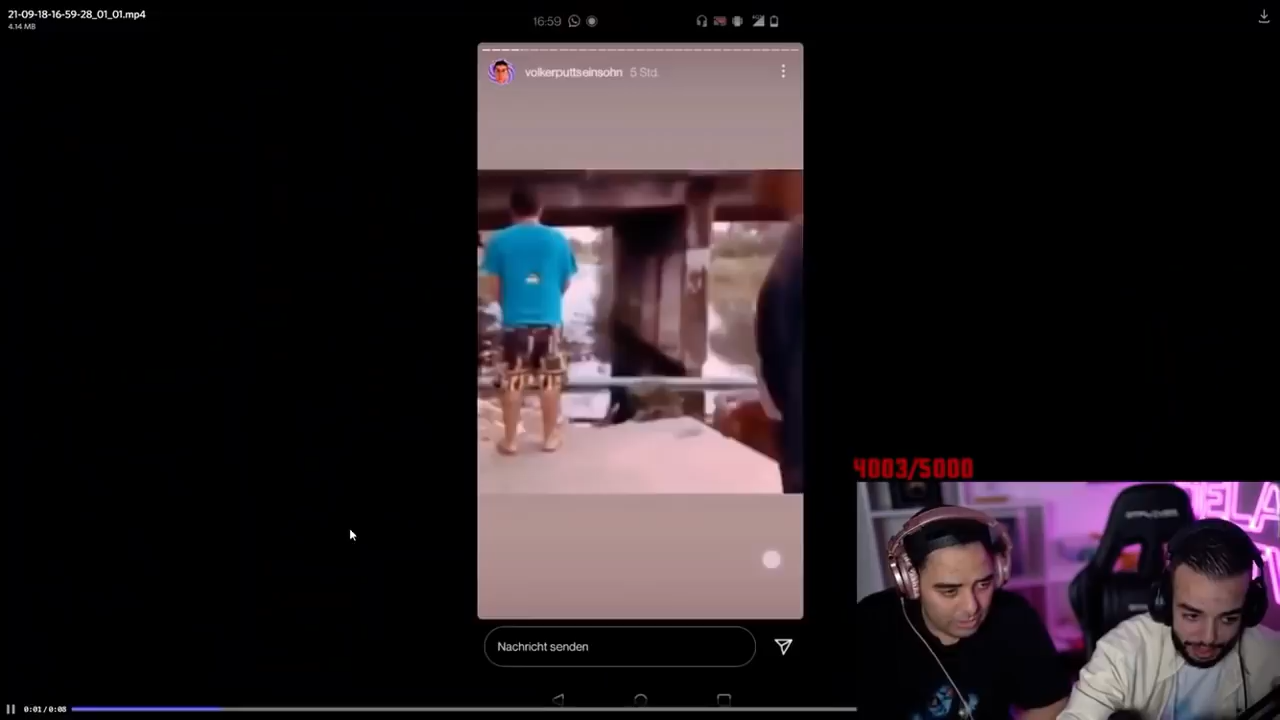 21-09-18-16-59-28_01_01.mp4
4.14 MB
16:59
volkerputtseinsohn 5 Std.
4003/5000
ELA
Nachricht senden
0:01/0:08